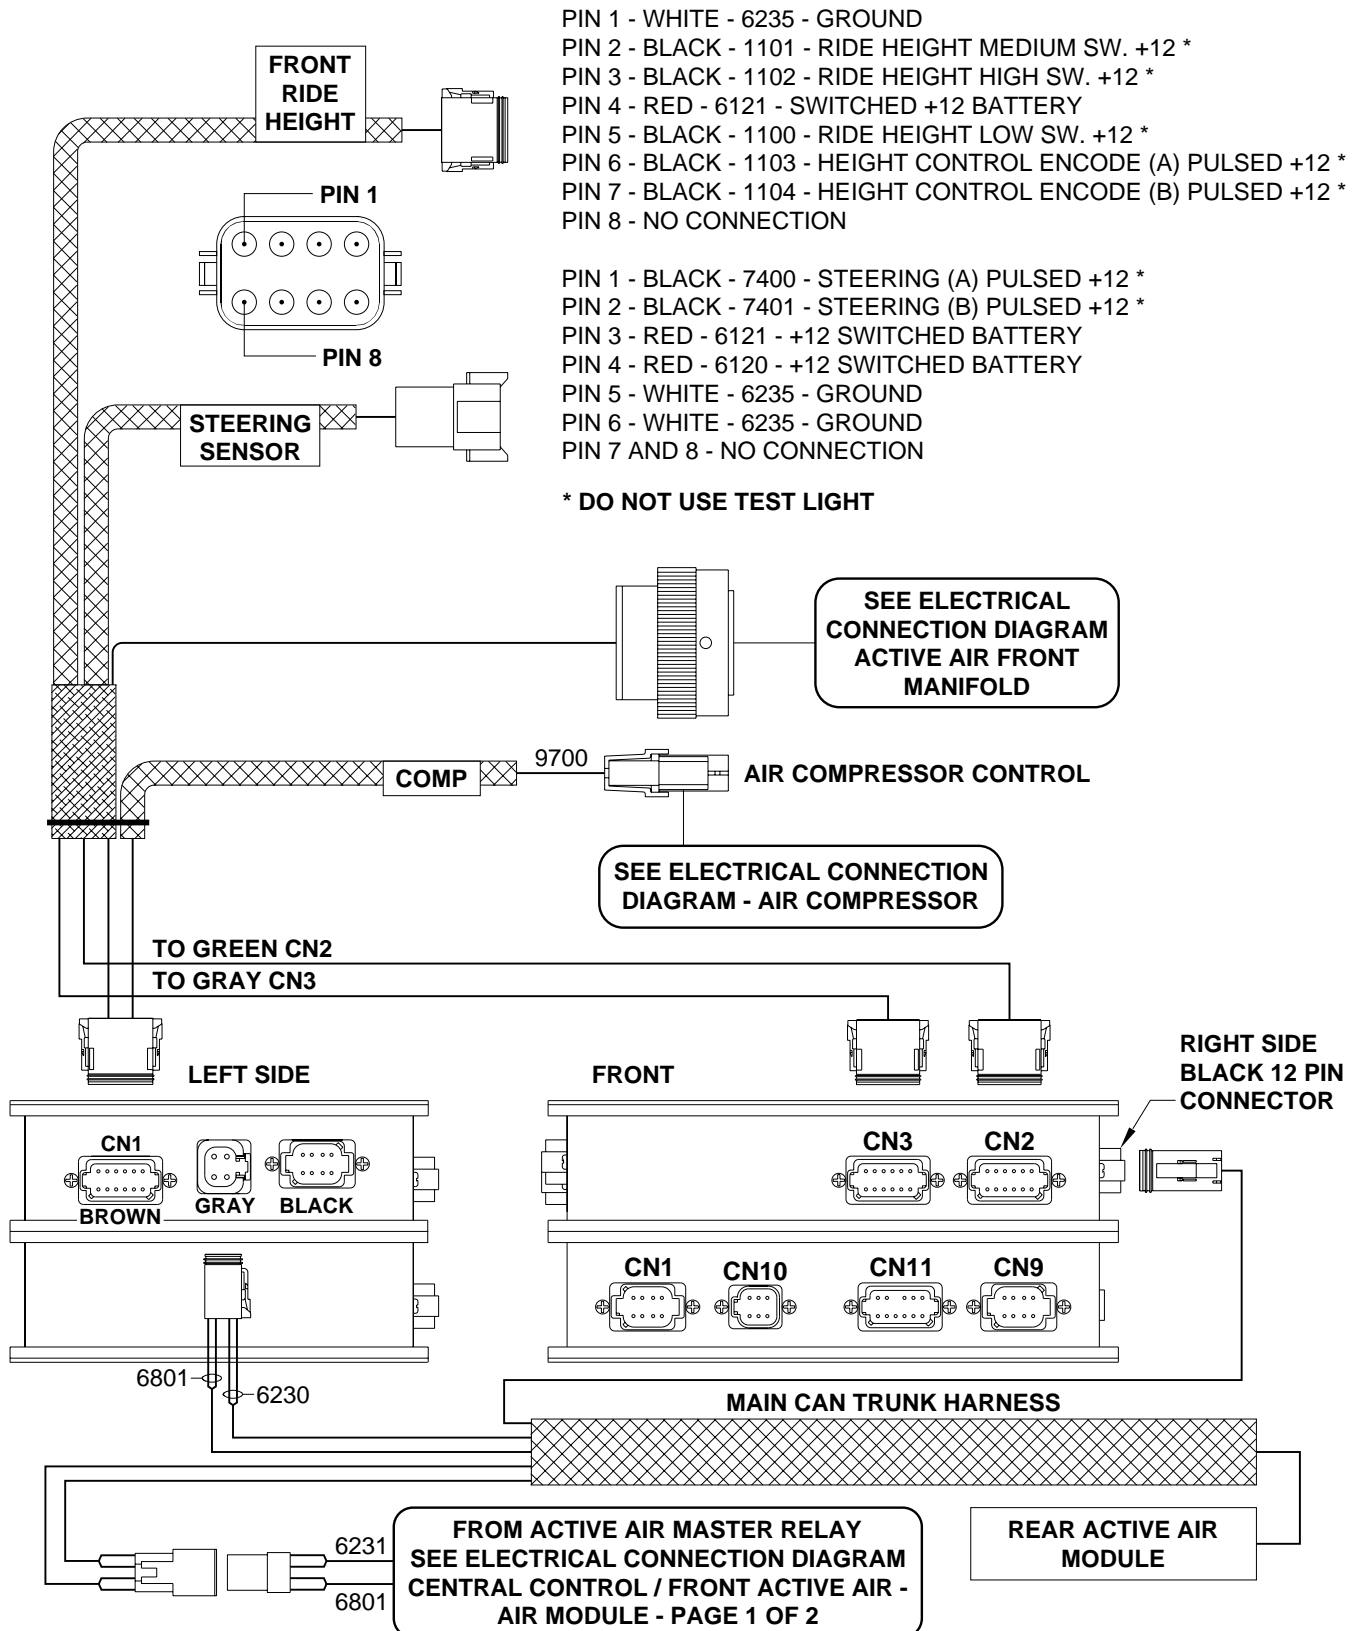 PIN 1 - WHITE - 6235 - GROUND
PIN 2 - BLACK - 1101 - RIDE HEIGHT MEDIUM SW. +12 *
PIN 3 - BLACK - 1102 - RIDE HEIGHT HIGH SW. +12 *
PIN 4 - RED - 6121 - SWITCHED +12 BATTERY
PIN 5 - BLACK - 1100 - RIDE HEIGHT LOW SW. +12 *
PIN 6 - BLACK - 1103 - HEIGHT CONTROL ENCODE (A) PULSED +12 *
PIN 7 - BLACK - 1104 - HEIGHT CONTROL ENCODE (B) PULSED +12 *
PIN 8 - NO CONNECTION
FRONT
RIDE
HEIGHT
PIN 1
PIN 8
PIN 1 - BLACK - 7400 - STEERING (A) PULSED +12 *
PIN 2 - BLACK - 7401 - STEERING (B) PULSED +12 *
PIN 3 - RED - 6121 - +12 SWITCHED BATTERY
PIN 4 - RED - 6120 - +12 SWITCHED BATTERY
PIN 5 - WHITE - 6235 - GROUND
PIN 6 - WHITE - 6235 - GROUND
PIN 7 AND 8 - NO CONNECTION
STEERING
SENSOR
* DO NOT USE TEST LIGHT
SEE ELECTRICAL
CONNECTION DIAGRAM
ACTIVE AIR FRONT
MANIFOLD
COMP
9700
AIR COMPRESSOR CONTROL
SEE ELECTRICAL CONNECTION
DIAGRAM - AIR COMPRESSOR
TO GREEN CN2
TO GRAY CN3
LEFT SIDE
FRONT
RIGHT SIDE
BLACK 12 PIN
CONNECTOR
CN1
BROWN
GRAY
BLACK
CN3
CN2
CN1
CN10
CN11
CN9
6801
6230
MAIN CAN TRUNK HARNESS
6231
6801
FROM ACTIVE AIR MASTER RELAY
SEE ELECTRICAL CONNECTION DIAGRAM
CENTRAL CONTROL / FRONT ACTIVE AIR -
AIR MODULE - PAGE 1 OF 2
REAR ACTIVE AIR
MODULE